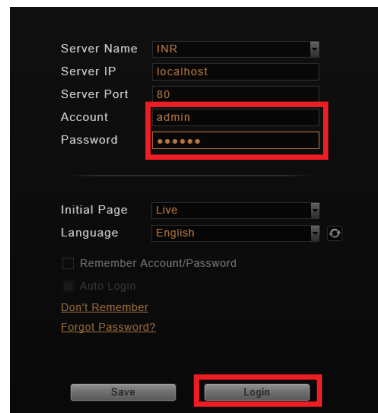 Server Name INR
Server IP localhost
Server Port 80
Account admin
Password ●●●●●●
Initial Page Live
Language English
Remember Account/Password
Auto Login
Don't Remember
Forgot Password?
Save Login